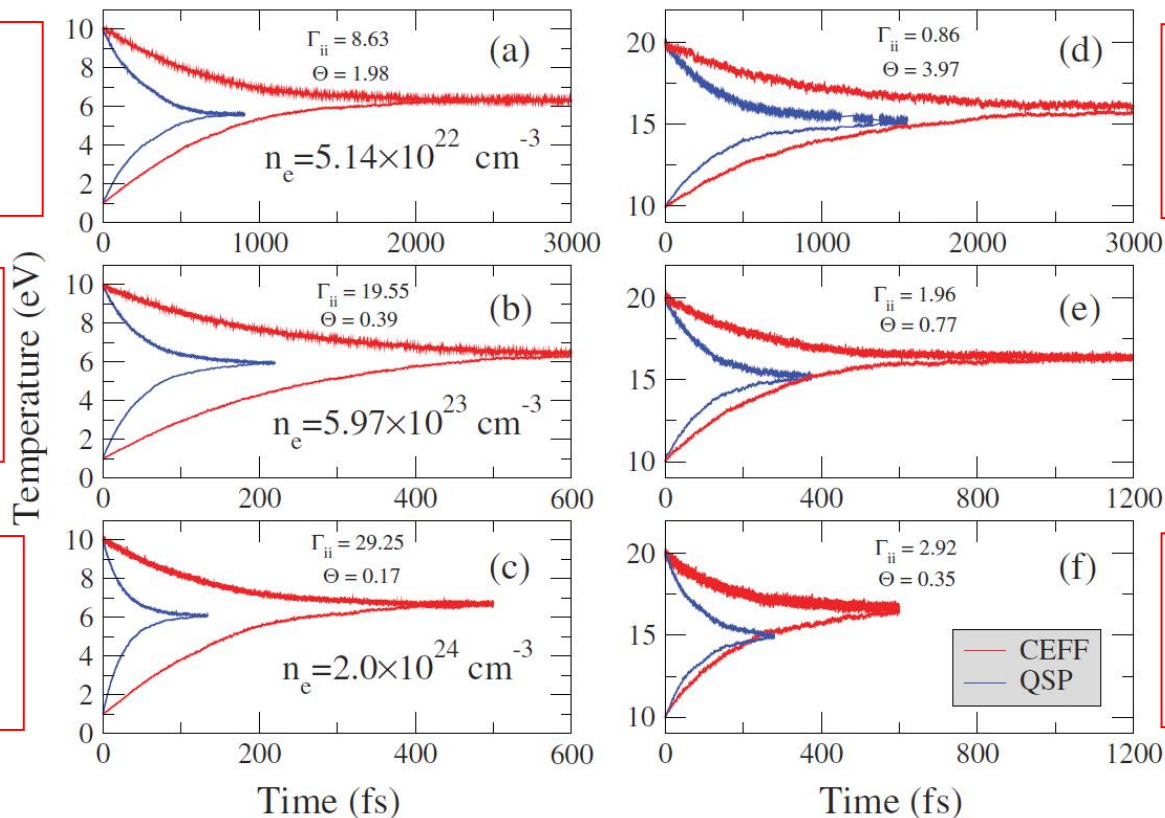 Temperature (eV)
10
8
6
4
2
0
Γii = 8.63
Θ = 1.98
(a)
ne=5.14×10^22 cm^-3
0 1000 2000 3000
20
15
10
Γii = 0.86
Θ = 3.97
(d)
0 1000 2000 3000
10
8
6
4
2
0
Γii = 19.55
Θ = 0.39
(b)
ne=5.97×10^23 cm^-3
0 200 400 600
20
15
10
Γii = 1.96
Θ = 0.77
(e)
0 400 800 1200
10
8
6
4
2
0
Γii = 29.25
Θ = 0.17
(c)
ne=2.0×10^24 cm^-3
0 200 400 600
Time (fs)
20
15
10
Γii = 2.92
Θ = 0.35
(f)
CEFF
QSP
0 400 800 1200
Time (fs)